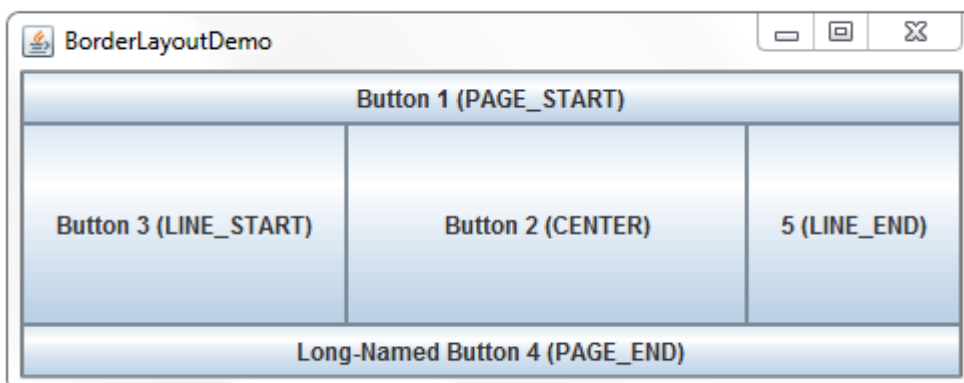 BorderLayoutDemo
Button 1 (PAGE_START)
Button 3 (LINE_START)
Button 2 (CENTER)
5 (LINE_END)
Long-Named Button 4 (PAGE_END)